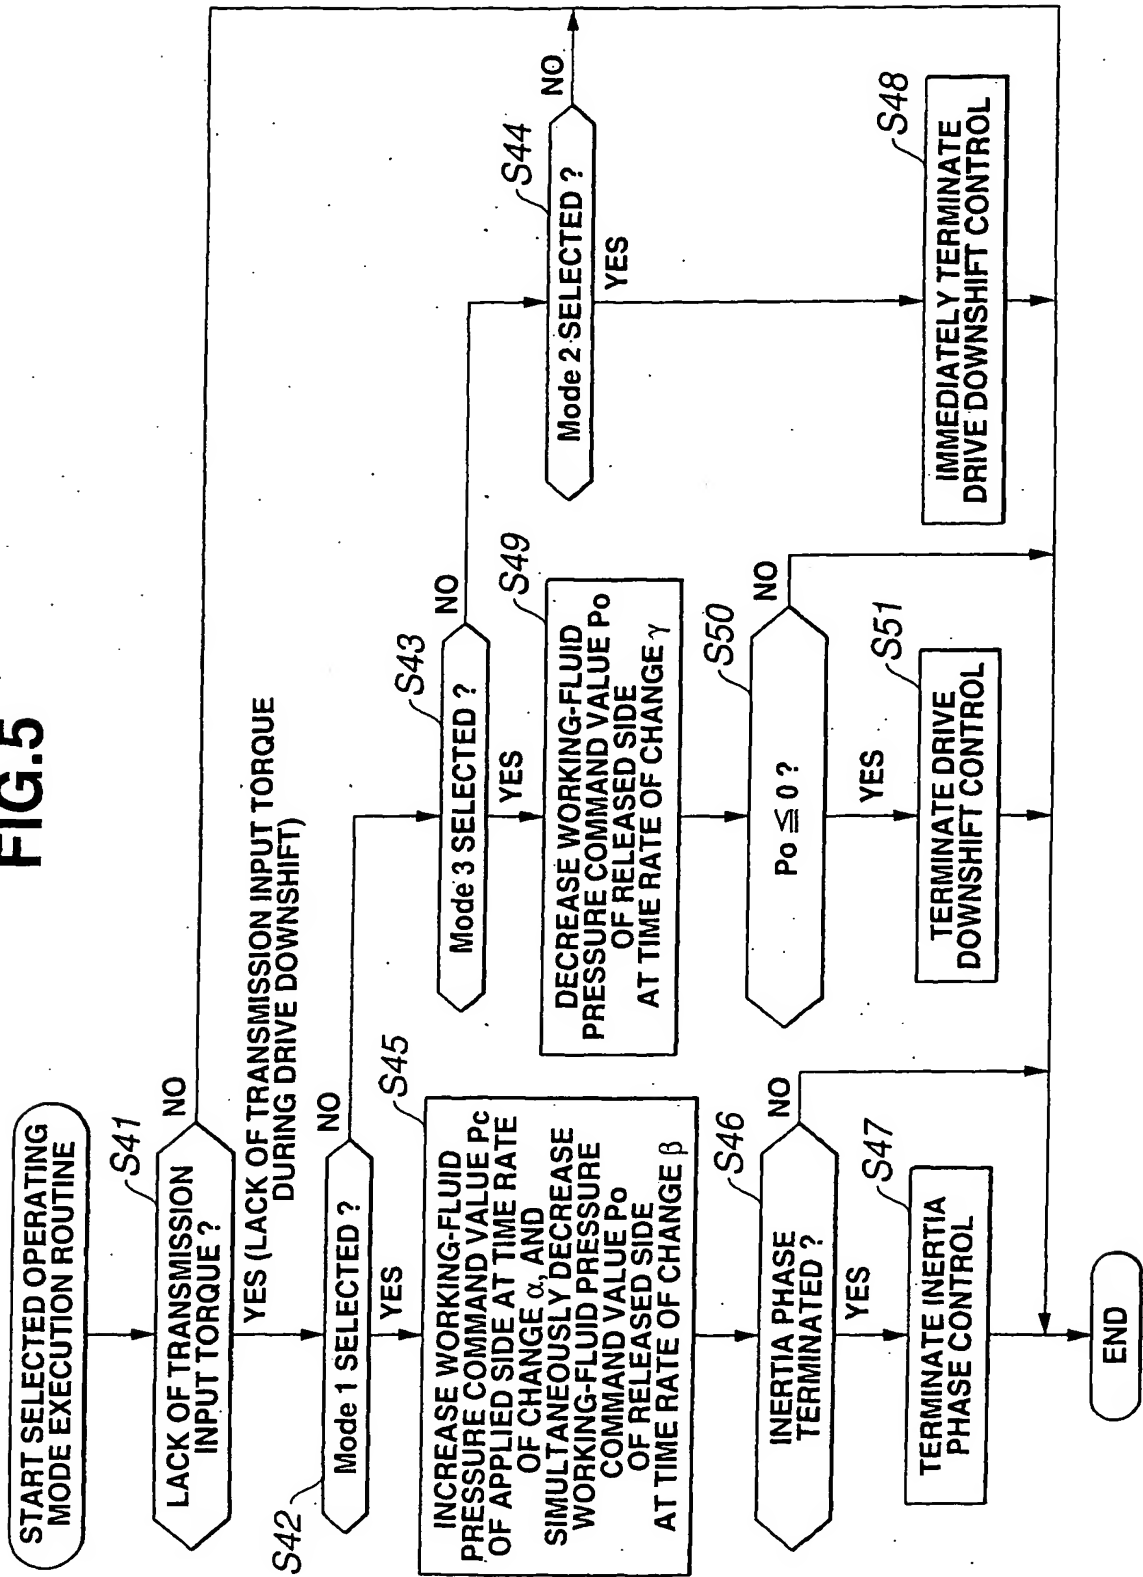 FIG.5
START SELECTED OPERATING
MODE EXECUTION ROUTINE
S41
LACK OF TRANSMISSION
INPUT TORQUE ?
NO
YES (LACK OF TRANSMISSION INPUT TORQUE
DURING DRIVE DOWNSHIFT)
S42
Mode 1 SELECTED ?
NO
YES
S45
INCREASE WORKING-FLUID
PRESSURE COMMAND VALUE Pc
OF APPLIED SIDE AT TIME RATE
OF CHANGE α, AND
SIMULTANEOUSLY DECREASE
WORKING-FLUID PRESSURE
COMMAND VALUE Po
OF RELEASED SIDE
AT TIME RATE OF CHANGE β
S46
INERTIA PHASE
TERMINATED ?
NO
YES
S47
TERMINATE INERTIA
PHASE CONTROL
S43
Mode 3 SELECTED ?
NO
YES
S49
DECREASE WORKING-FLUID
PRESSURE COMMAND VALUE Po
OF RELEASED SIDE
AT TIME RATE OF CHANGE γ
S50
Po ≦ 0 ?
NO
YES
S51
TERMINATE DRIVE
DOWNSHIFT CONTROL
S44
Mode 2 SELECTED ?
NO
YES
S48
IMMEDIATELY TERMINATE
DRIVE DOWNSHIFT CONTROL
END